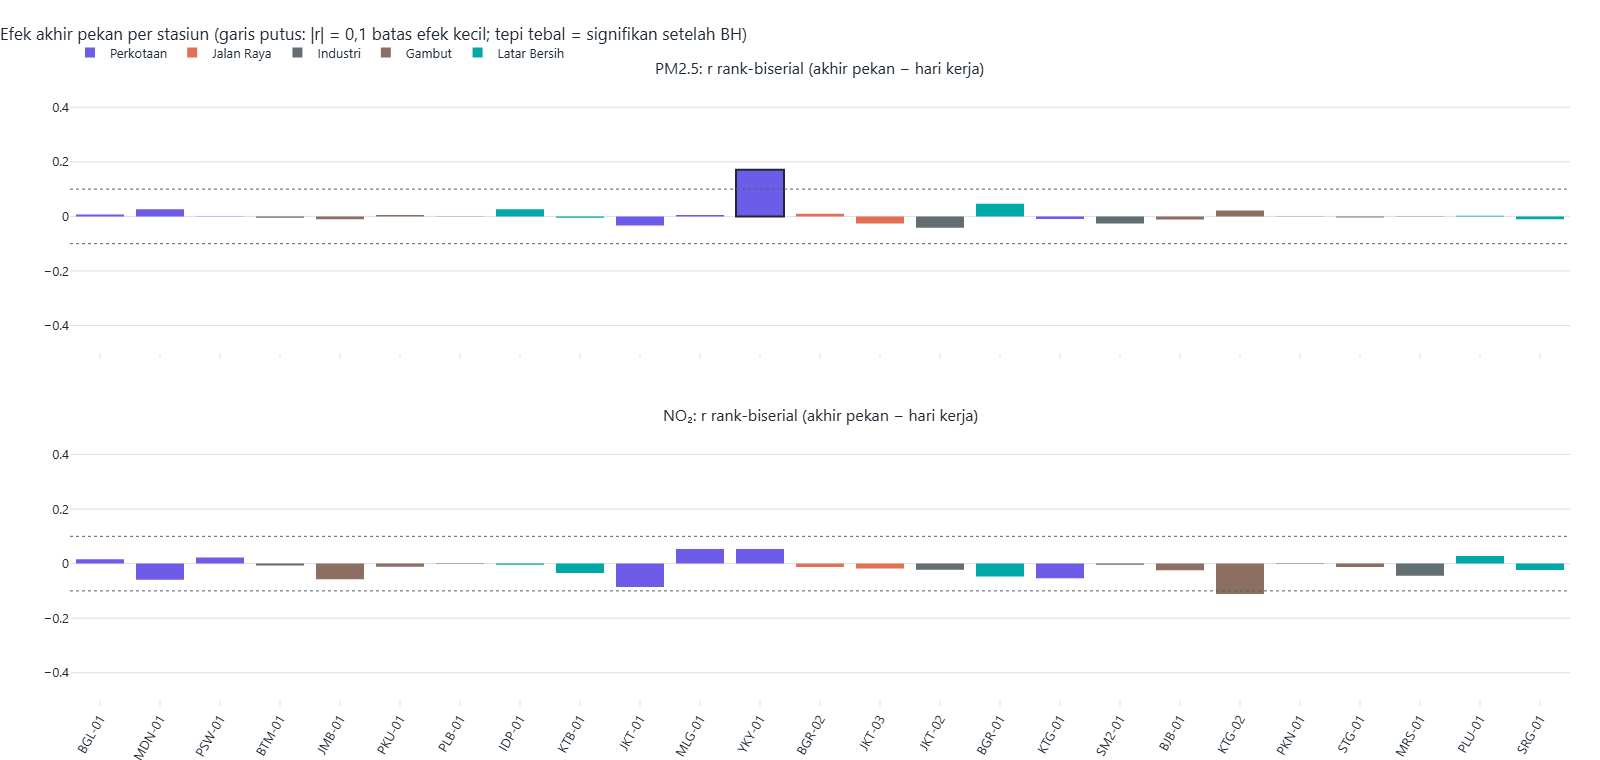 Efek akhir pekan per stasiun (garis putus: |r| = 0,1 batas efek kecil; tepi tebal = signifikan setelah BH)
Perkotaan Jalan Raya Industri Gambut Latar Bersih
PM2.5: r rank-biserial (akhir pekan − hari kerja)
0.4
0.2
0
−0.2
−0.4
NO₂: r rank-biserial (akhir pekan − hari kerja)
0.4
0.2
0
−0.2
−0.4
BGL-01 MDN-01 PSW-01 BTM-01 JMB-01 PKU-01 PLB-01 IDP-01 KTB-01 JKT-01 MLG-01 YKY-01 BGR-02 JKT-03 JKT-02 BGR-01 KTG-01 SM2-01 BJB-01 KTG-02 PKN-01 STG-01 MRS-01 PLU-01 SRG-01